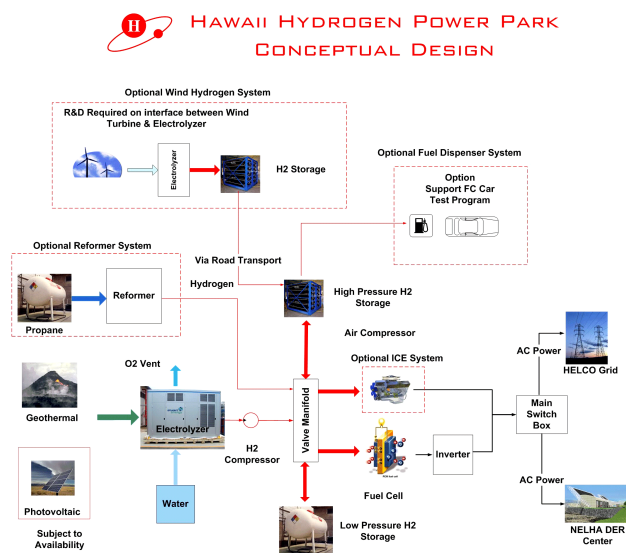 H
Hawaii Hydrogen Power Park
Conceptual Design
Optional Wind Hydrogen System
R&D Required on interface between Wind
Turbine & Electrolyzer
Electrolyzer
H2 Storage
Optional Fuel Dispenser System
Option
Support FC Car
Test Program
Optional Reformer System
Via Road Transport
Hydrogen
Reformer
Propane
High Pressure H2
Storage
Air Compressor
O2 Vent
Optional ICE System
AC Power
HELCO Grid
Geothermal
Electrolyzer
H2
Compressor
Valve Manifold
Main
Switch
Box
Inverter
Fuel Cell
AC Power
Water
Photovoltaic
Subject to
Availability
Low Pressure H2
Storage
NELHA DER
Center